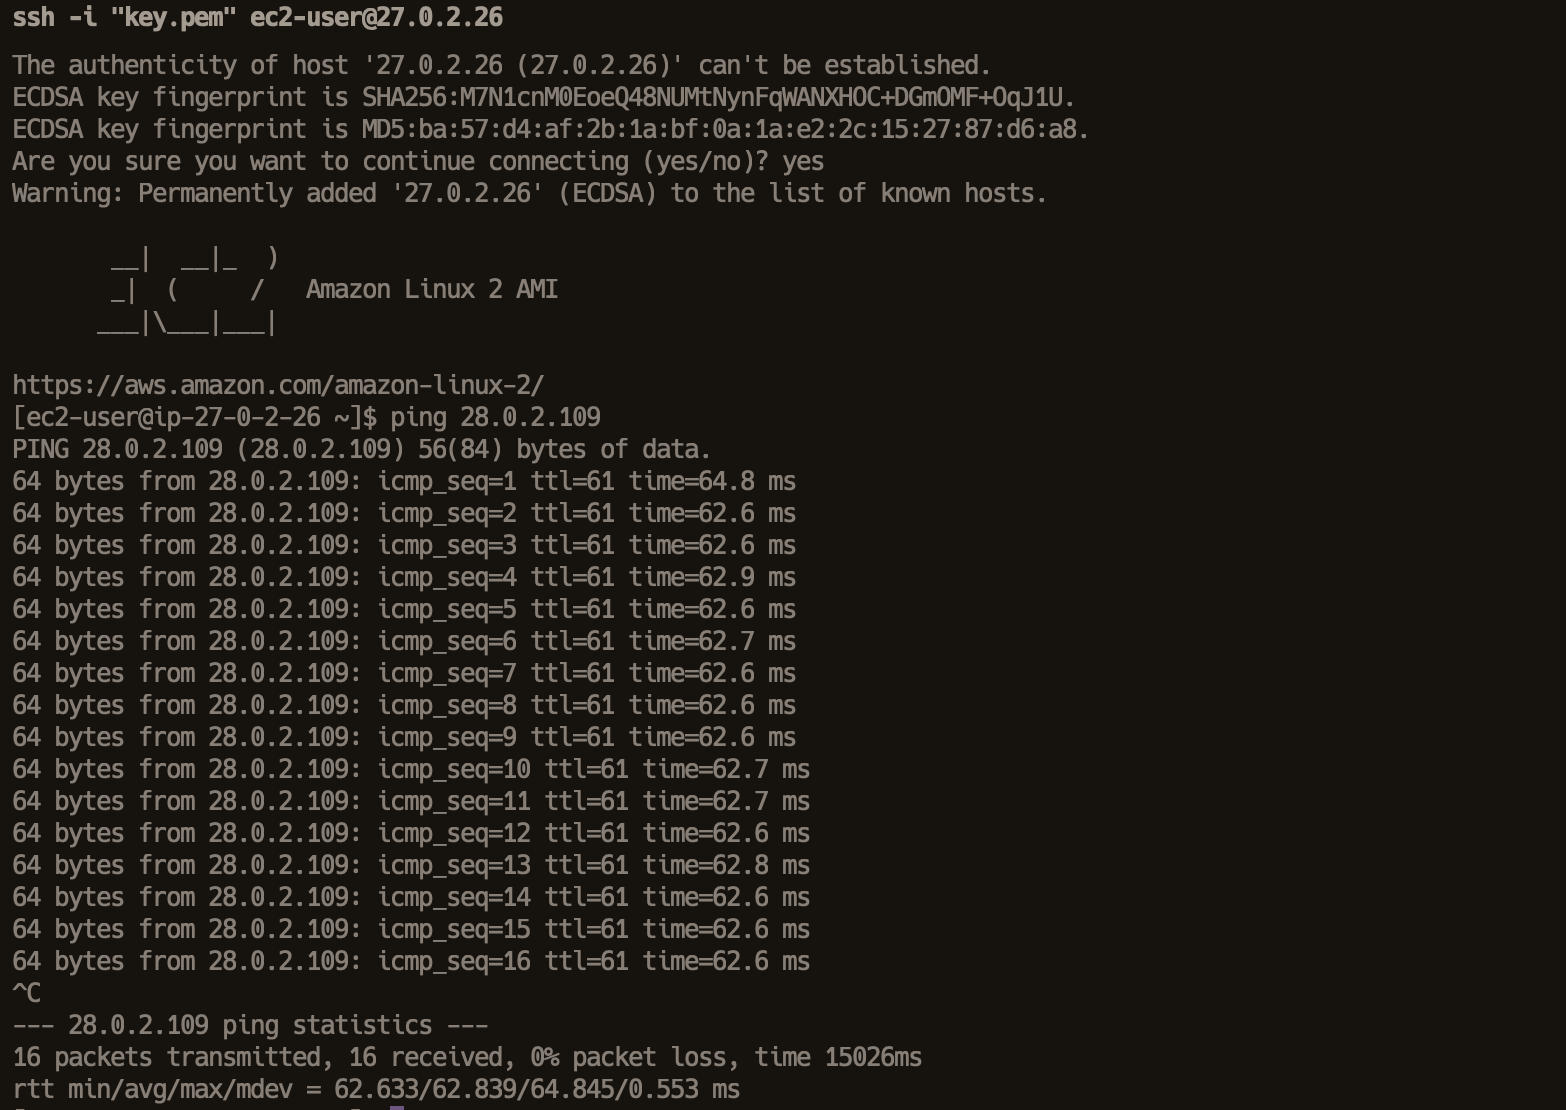 ssh -i "key.pem" ec2-user@27.0.2.26
The authenticity of host '27.0.2.26 (27.0.2.26)' can't be established.
ECDSA key fingerprint is SHA256:M7N1cnM0EoeQ48NUMtNynFqWANXHOC+DGmOMF+OqJ1U.
ECDSA key fingerprint is MD5:ba:57:d4:af:2b:1a:bf:0a:1a:e2:2c:15:27:87:d6:a8.
Are you sure you want to continue connecting (yes/no)? yes
Warning: Permanently added '27.0.2.26' (ECDSA) to the list of known hosts.
       __|  __|_  )
       _|  (     /   Amazon Linux 2 AMI
      ___|\___|___|
https://aws.amazon.com/amazon-linux-2/
[ec2-user@ip-27-0-2-26 ~]$ ping 28.0.2.109
PING 28.0.2.109 (28.0.2.109) 56(84) bytes of data.
64 bytes from 28.0.2.109: icmp_seq=1 ttl=61 time=64.8 ms
64 bytes from 28.0.2.109: icmp_seq=2 ttl=61 time=62.6 ms
64 bytes from 28.0.2.109: icmp_seq=3 ttl=61 time=62.6 ms
64 bytes from 28.0.2.109: icmp_seq=4 ttl=61 time=62.9 ms
64 bytes from 28.0.2.109: icmp_seq=5 ttl=61 time=62.6 ms
64 bytes from 28.0.2.109: icmp_seq=6 ttl=61 time=62.7 ms
64 bytes from 28.0.2.109: icmp_seq=7 ttl=61 time=62.6 ms
64 bytes from 28.0.2.109: icmp_seq=8 ttl=61 time=62.6 ms
64 bytes from 28.0.2.109: icmp_seq=9 ttl=61 time=62.6 ms
64 bytes from 28.0.2.109: icmp_seq=10 ttl=61 time=62.7 ms
64 bytes from 28.0.2.109: icmp_seq=11 ttl=61 time=62.7 ms
64 bytes from 28.0.2.109: icmp_seq=12 ttl=61 time=62.6 ms
64 bytes from 28.0.2.109: icmp_seq=13 ttl=61 time=62.8 ms
64 bytes from 28.0.2.109: icmp_seq=14 ttl=61 time=62.6 ms
64 bytes from 28.0.2.109: icmp_seq=15 ttl=61 time=62.6 ms
64 bytes from 28.0.2.109: icmp_seq=16 ttl=61 time=62.6 ms
^C
--- 28.0.2.109 ping statistics ---
16 packets transmitted, 16 received, 0% packet loss, time 15026ms
rtt min/avg/max/mdev = 62.633/62.839/64.845/0.553 ms